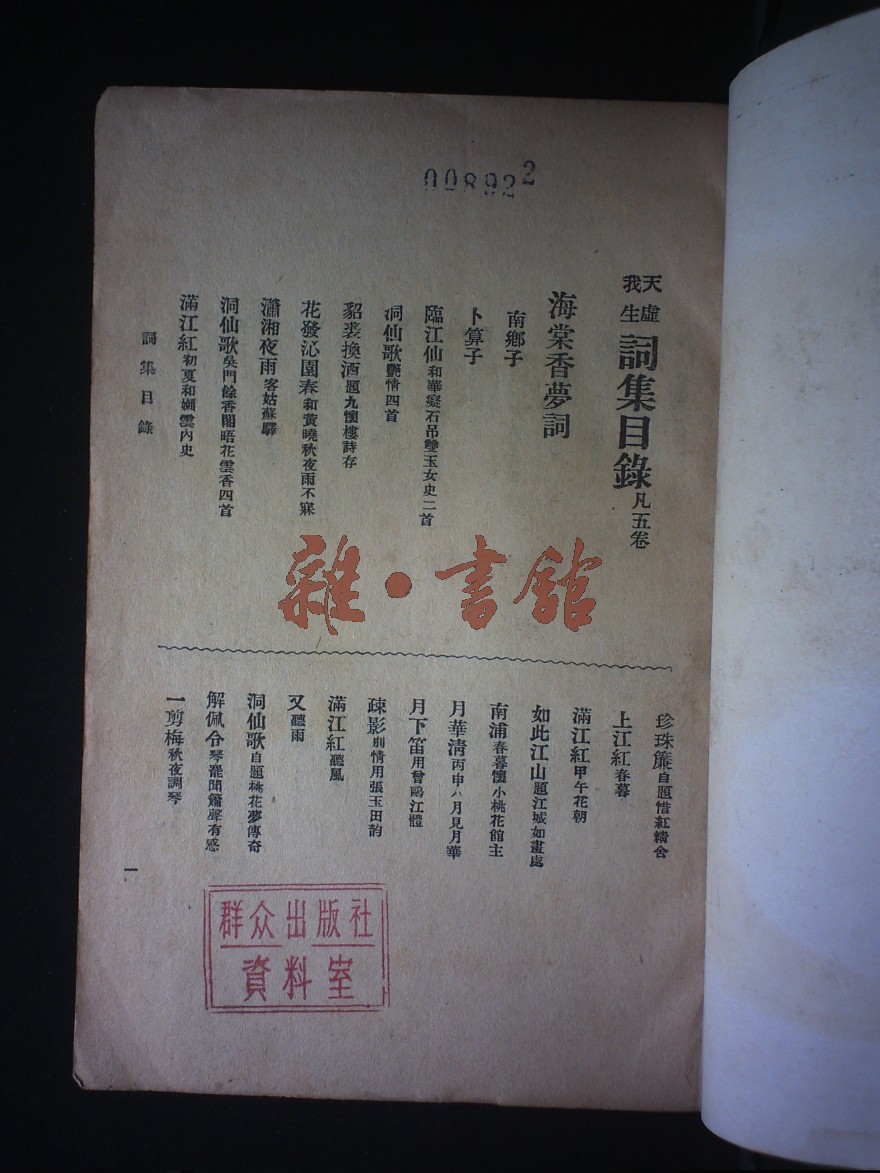 008922
天虛我生 詞集目錄 凡五卷
海棠香夢詞
南鄉子
卜算子
臨江仙 和華癡石吊雙玉女史二首
洞仙歌 艷情四首
貂裘換酒 題九懷樓詩存
花發沁園春 和黃曉秋夜雨不寐
瀟湘夜雨 客姑蘇驛
洞仙歌 吳門餘香閣晤花雲香四首
滿江紅 初夏和嬾雲內史
珍珠簾 自題惜紅精舍
上江紅 春暮
滿江紅 甲午花朝
如此江山 題江城如畫處
南浦 春暮懷小桃花館主
月華清 丙申八月見月華
月下笛 用曾鷗江體
疎影 別情用張玉田韵
滿江紅 聽風
又 聽雨
洞仙歌 自題桃花夢傳奇
解佩令 琴罷聞簫聲有感
一剪梅 秋夜調琴
詞集目錄
一
雜·書館
群众出版社
資料室